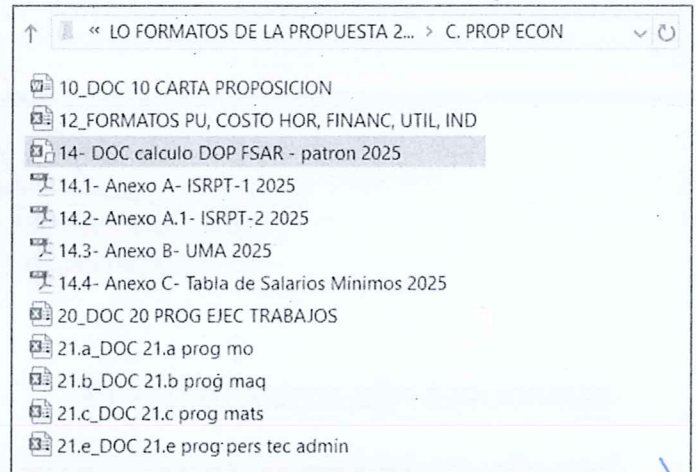 « LO FORMATOS DE LA PROPUESTA 2... > C. PROP ECON
10_DOC 10 CARTA PROPOSICION
12_FORMATOS PU, COSTO HOR, FINANC, UTIL, IND
14- DOC calculo DOP FSAR - patron 2025
14.1- Anexo A- ISRPT-1 2025
14.2- Anexo A.1- ISRPT-2 2025
14.3- Anexo B- UMA 2025
14.4- Anexo C- Tabla de Salarios Minimos 2025
20_DOC 20 PROG EJEC TRABAJOS
21.a_DOC 21.a prog mo
21.b_DOC 21.b prog maq
21.c_DOC 21.c prog mats
21.e_DOC 21.e prog pers tec admin